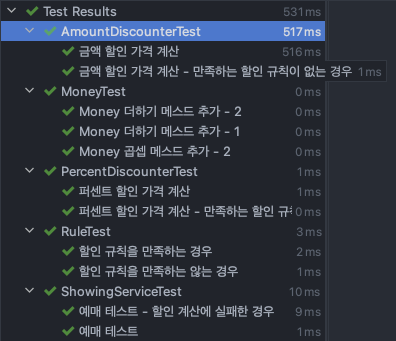 Test Results 531 ms
AmountDiscounterTest 517 ms
금액 할인 가격 계산 516 ms
금액 할인 가격 계산 - 만족하는 할인 규칙이 없는 경우 1 ms
MoneyTest 0 ms
Money 더하기 메스드 추가 - 2 0 ms
Money 더하기 메스드 추가 - 1 0 ms
Money 곱셉 메스드 추가 - 2 0 ms
PercentDiscounterTest 1 ms
퍼센트 할인 가격 계산 1 ms
퍼센트 할인 가격 계산 - 만족하는 할인 규 0 ms
RuleTest 3 ms
할인 규칙을 만족하는 경우 2 ms
할인 규칙을 만족하는 않는 경우 1 ms
ShowingServiceTest 10 ms
예매 테스트 - 할인 계산에 실패한 경우 9 ms
예매 테스트 1 ms